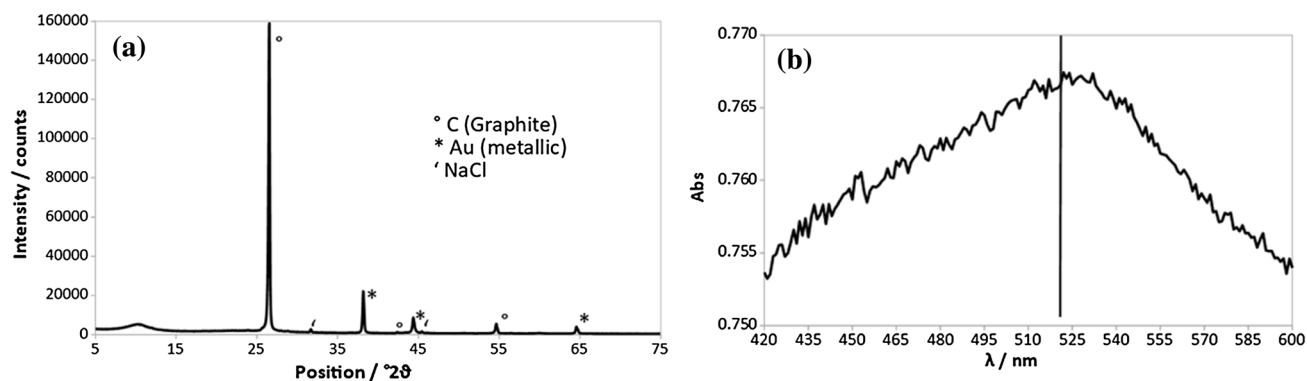 (a)
160000
140000
120000
100000
80000
60000
40000
20000
0
Intensity / counts
° C (Graphite)
* Au (metallic)
‘ NaCl
5 15 25 35 45 55 65 75
Position / °2ϑ
(b)
0.770
0.765
0.760
0.755
0.750
Abs
420 450 465 480 495 510 525 540 555 570 585 600
λ / nm